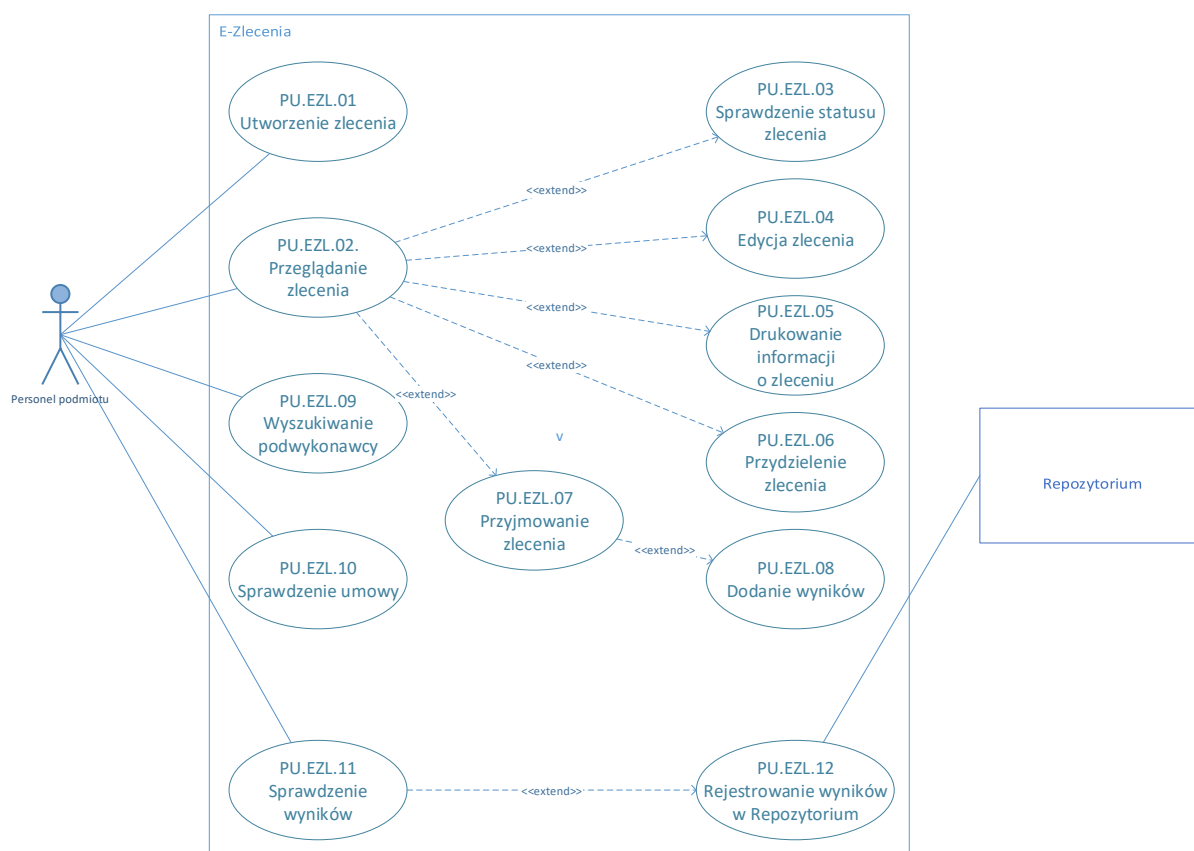 E-Zlecenia
PU.EZL.01
Utworzenie zlecenia
PU.EZL.03
Sprawdzenie statusu
zlecenia
<<extend>>
PU.EZL.02.
Przeglądanie
zlecenia
PU.EZL.04
Edycja zlecenia
<<extend>>
<<extend>>
PU.EZL.05
Drukowanie
informacji
o zleceniu
<<extend>>
Personel podmiotu
<<extend>>
PU.EZL.09
Wyszukiwanie
podwykonawcy
v
PU.EZL.06
Przydzielenie
zlecenia
Repozytorium
PU.EZL.07
Przyjmowanie
zlecenia
<<extend>>
PU.EZL.10
Sprawdzenie umowy
PU.EZL.08
Dodanie wyników
PU.EZL.11
Sprawdzenie
wyników
<<extend>>
PU.EZL.12
Rejestrowanie wyników
w Repozytorium